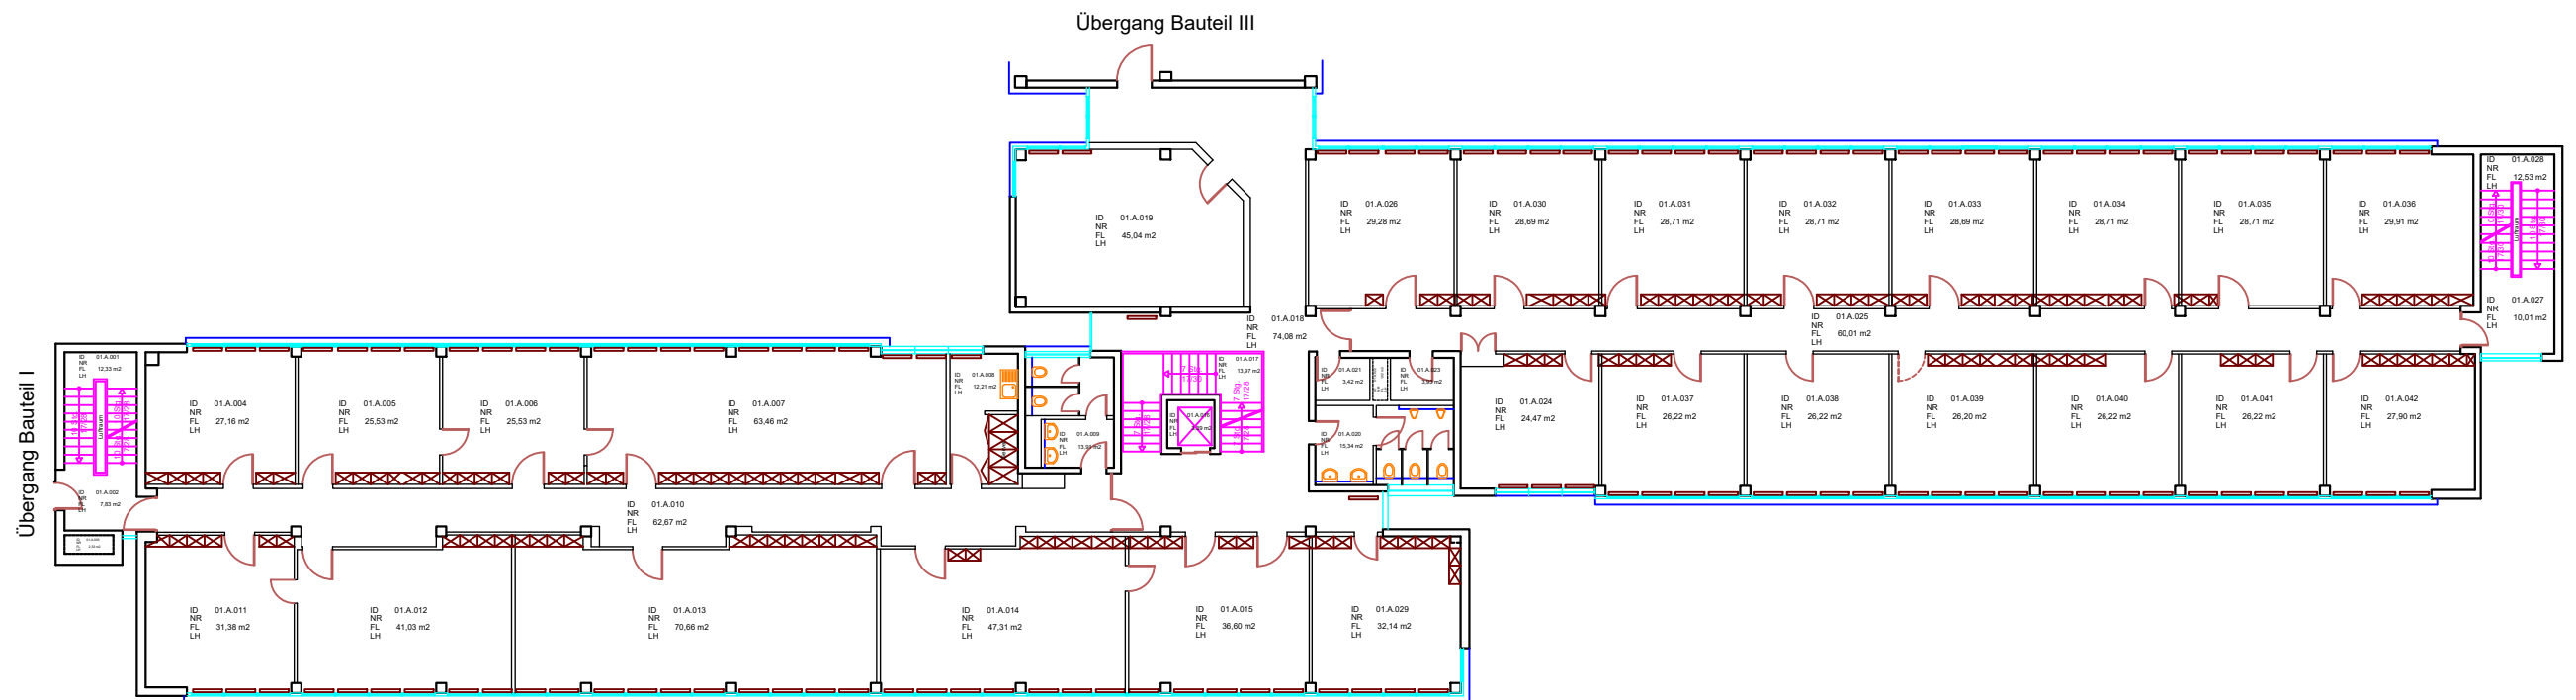 Übergang Bauteil III
Übergang Bauteil I
ID 01.A.001
NR
FL 12,33 m2
LH
Luftraum
ID 01.A.002
NR
FL 7,83 m2
LH
ID 01.A.004
NR
FL 27,16 m2
LH
ID 01.A.005
NR
FL 25,53 m2
LH
ID 01.A.006
NR
FL 25,53 m2
LH
ID 01.A.007
NR
FL 63,46 m2
LH
ID 01.A.008
NR
FL 12,21 m2
LH
ID 01.A.009
NR
FL
LH
ID 01.A.010
NR
FL 62,67 m2
LH
ID 01.A.011
NR
FL 31,38 m2
LH
ID 01.A.012
NR
FL 41,03 m2
LH
ID 01.A.013
NR
FL 70,66 m2
LH
ID 01.A.014
NR
FL 47,31 m2
LH
ID 01.A.015
NR
FL 36,60 m2
LH
ID 01.A.029
NR
FL 32,14 m2
LH
7 Stg.
17/30
7 Stg.
17/28
ID 01.A.017
NR
FL 13,97 m2
LH
ID 01.A.018
NR
FL 74,08 m2
LH
ID 01.A.019
NR
FL 45,04 m2
LH
ID 01.A.020
NR
FL 15,34 m2
LH
ID 01.A.021
NR
FL 3,42 m2
LH
ID 01.A.023
NR
FL
LH
ID 01.A.024
NR
FL 24,47 m2
LH
ID 01.A.025
NR
FL 60,01 m2
LH
ID 01.A.026
NR
FL 29,28 m2
LH
ID 01.A.030
NR
FL 28,69 m2
LH
ID 01.A.031
NR
FL 28,71 m2
LH
ID 01.A.032
NR
FL 28,71 m2
LH
ID 01.A.033
NR
FL 28,69 m2
LH
ID 01.A.034
NR
FL 28,71 m2
LH
ID 01.A.035
NR
FL 28,71 m2
LH
ID 01.A.036
NR
FL 29,91 m2
LH
ID 01.A.028
NR
FL 12,53 m2
LH
Luftraum
ID 01.A.027
NR
FL 10,01 m2
LH
ID 01.A.037
NR
FL 26,22 m2
LH
ID 01.A.038
NR
FL 26,22 m2
LH
ID 01.A.039
NR
FL 26,20 m2
LH
ID 01.A.040
NR
FL 26,22 m2
LH
ID 01.A.041
NR
FL 26,22 m2
LH
ID 01.A.042
NR
FL 27,90 m2
LH